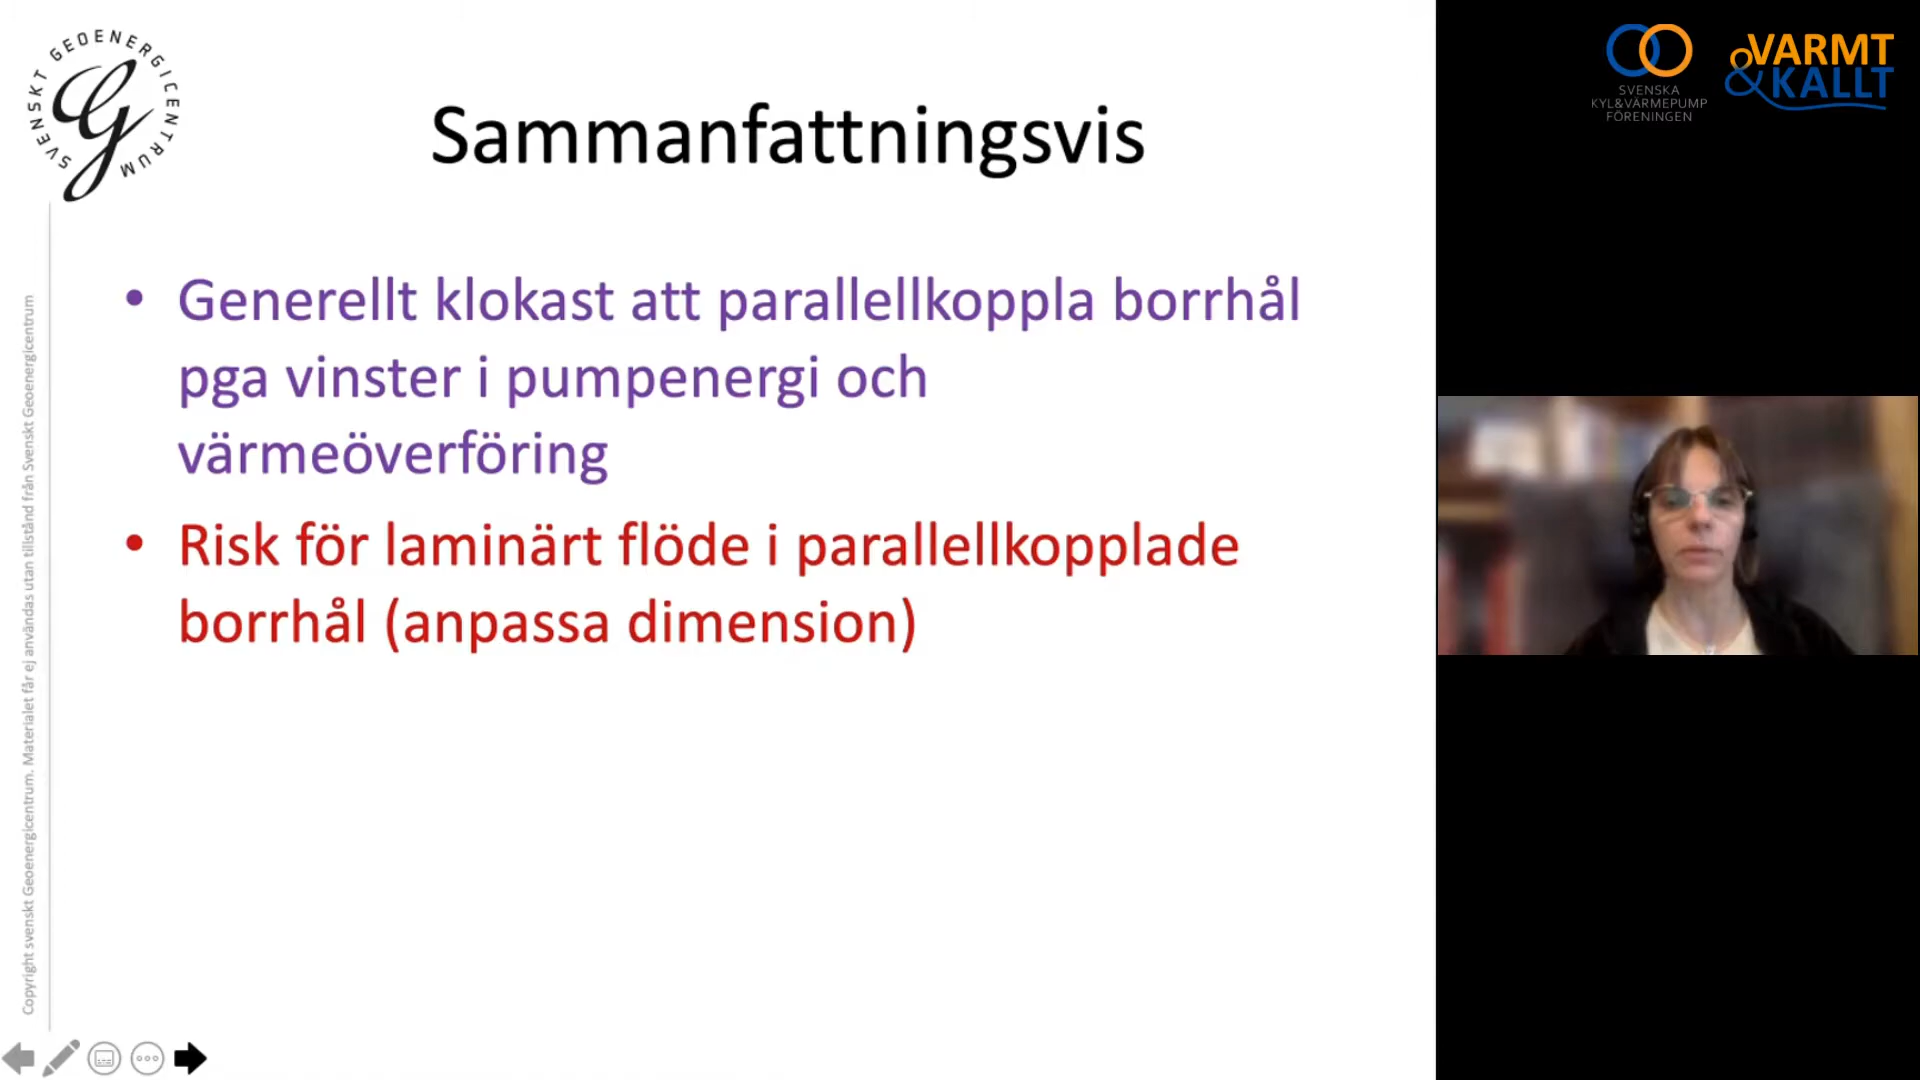 SVENSKT GEOENERGICENTRUM
Sammanfattningsvis
• Generellt klokast att parallellkoppla borrhål
pga vinster i pumpenergi och
värmeöverföring
• Risk för laminärt flöde i parallellkopplade
borrhål (anpassa dimension)
Copyright svenskt Geoenergicentrum. Materialet får ej användas utan tillstånd från Svenskt Geoenergicentrum
SVENSKA
KYL&VÄRMEPUMP
FÖRENINGEN
VARMT
&KALLT